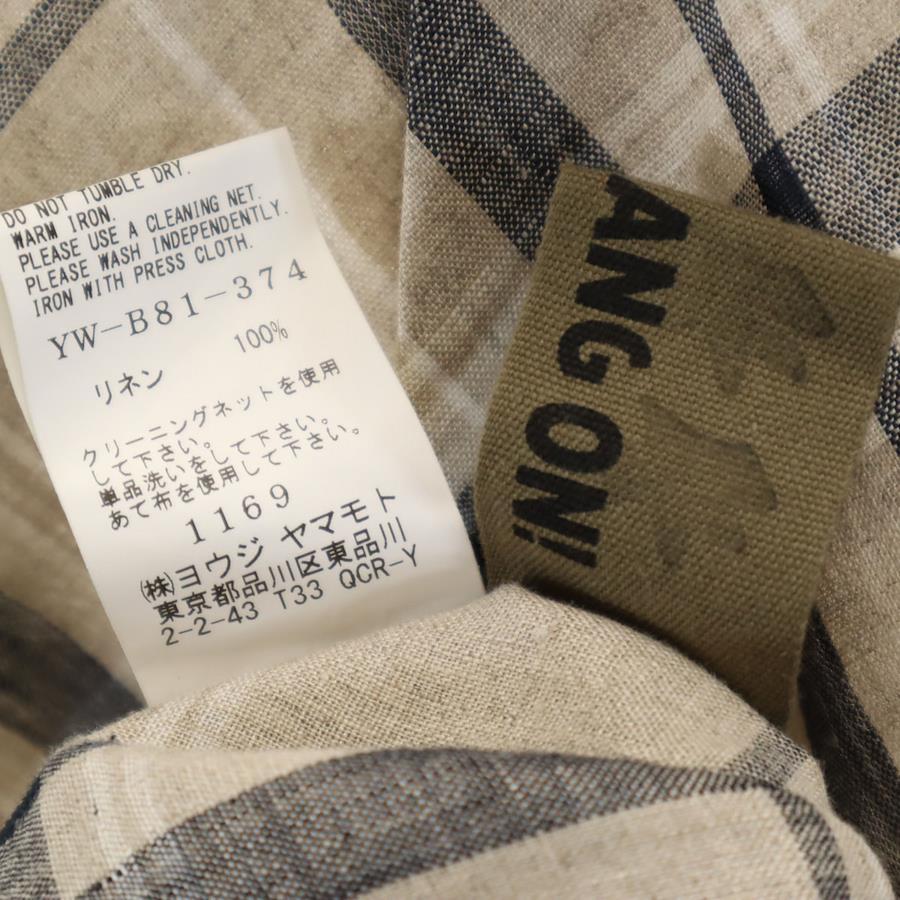 DO NOT TUMBLE DRY.
WARM IRON.
PLEASE USE A CLEANING NET.
PLEASE WASH INDEPENDENTLY.
IRON WITH PRESS CLOTH.
YW-B81-374
リネン 100%
クリーニングネットを使用
して下さい。
単品洗いをして下さい。
あて布を使用して下さい。
1169
㈱ヨウジ ヤマモト
東京都品川区東品川
2-2-43 T33 QCR-Y
ANG ON!